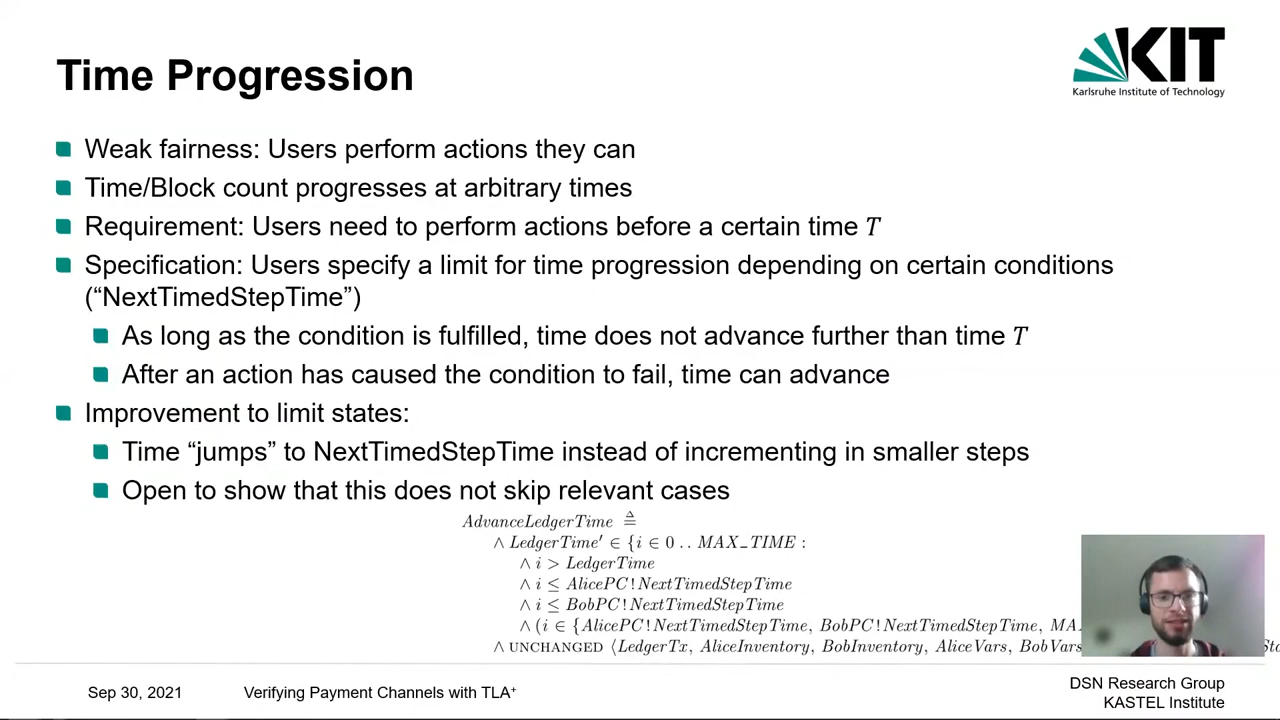 Time Progression
KIT
Karlsruhe Institute of Technology
Weak fairness: Users perform actions they can
Time/Block count progresses at arbitrary times
Requirement: Users need to perform actions before a certain time T
Specification: Users specify a limit for time progression depending on certain conditions
(“NextTimedStepTime”)
As long as the condition is fulfilled, time does not advance further than time T
After an action has caused the condition to fail, time can advance
Improvement to limit states:
Time “jumps” to NextTimedStepTime instead of incrementing in smaller steps
Open to show that this does not skip relevant cases
AdvanceLedgerTime ≜
∧ LedgerTime′ ∈ {i ∈ 0 .. MAX_TIME :
∧ i > LedgerTime
∧ i ≤ AlicePC!NextTimedStepTime
∧ i ≤ BobPC!NextTimedStepTime
∧ (i ∈ {AlicePC!NextTimedStepTime, BobPC!NextTimedStepTime,
∧ UNCHANGED ⟨LedgerTx, AliceInventory, BobInventory, AliceVars,
Sep 30, 2021
Verifying Payment Channels with TLA⁺
DSN Research Group
KASTEL Institute